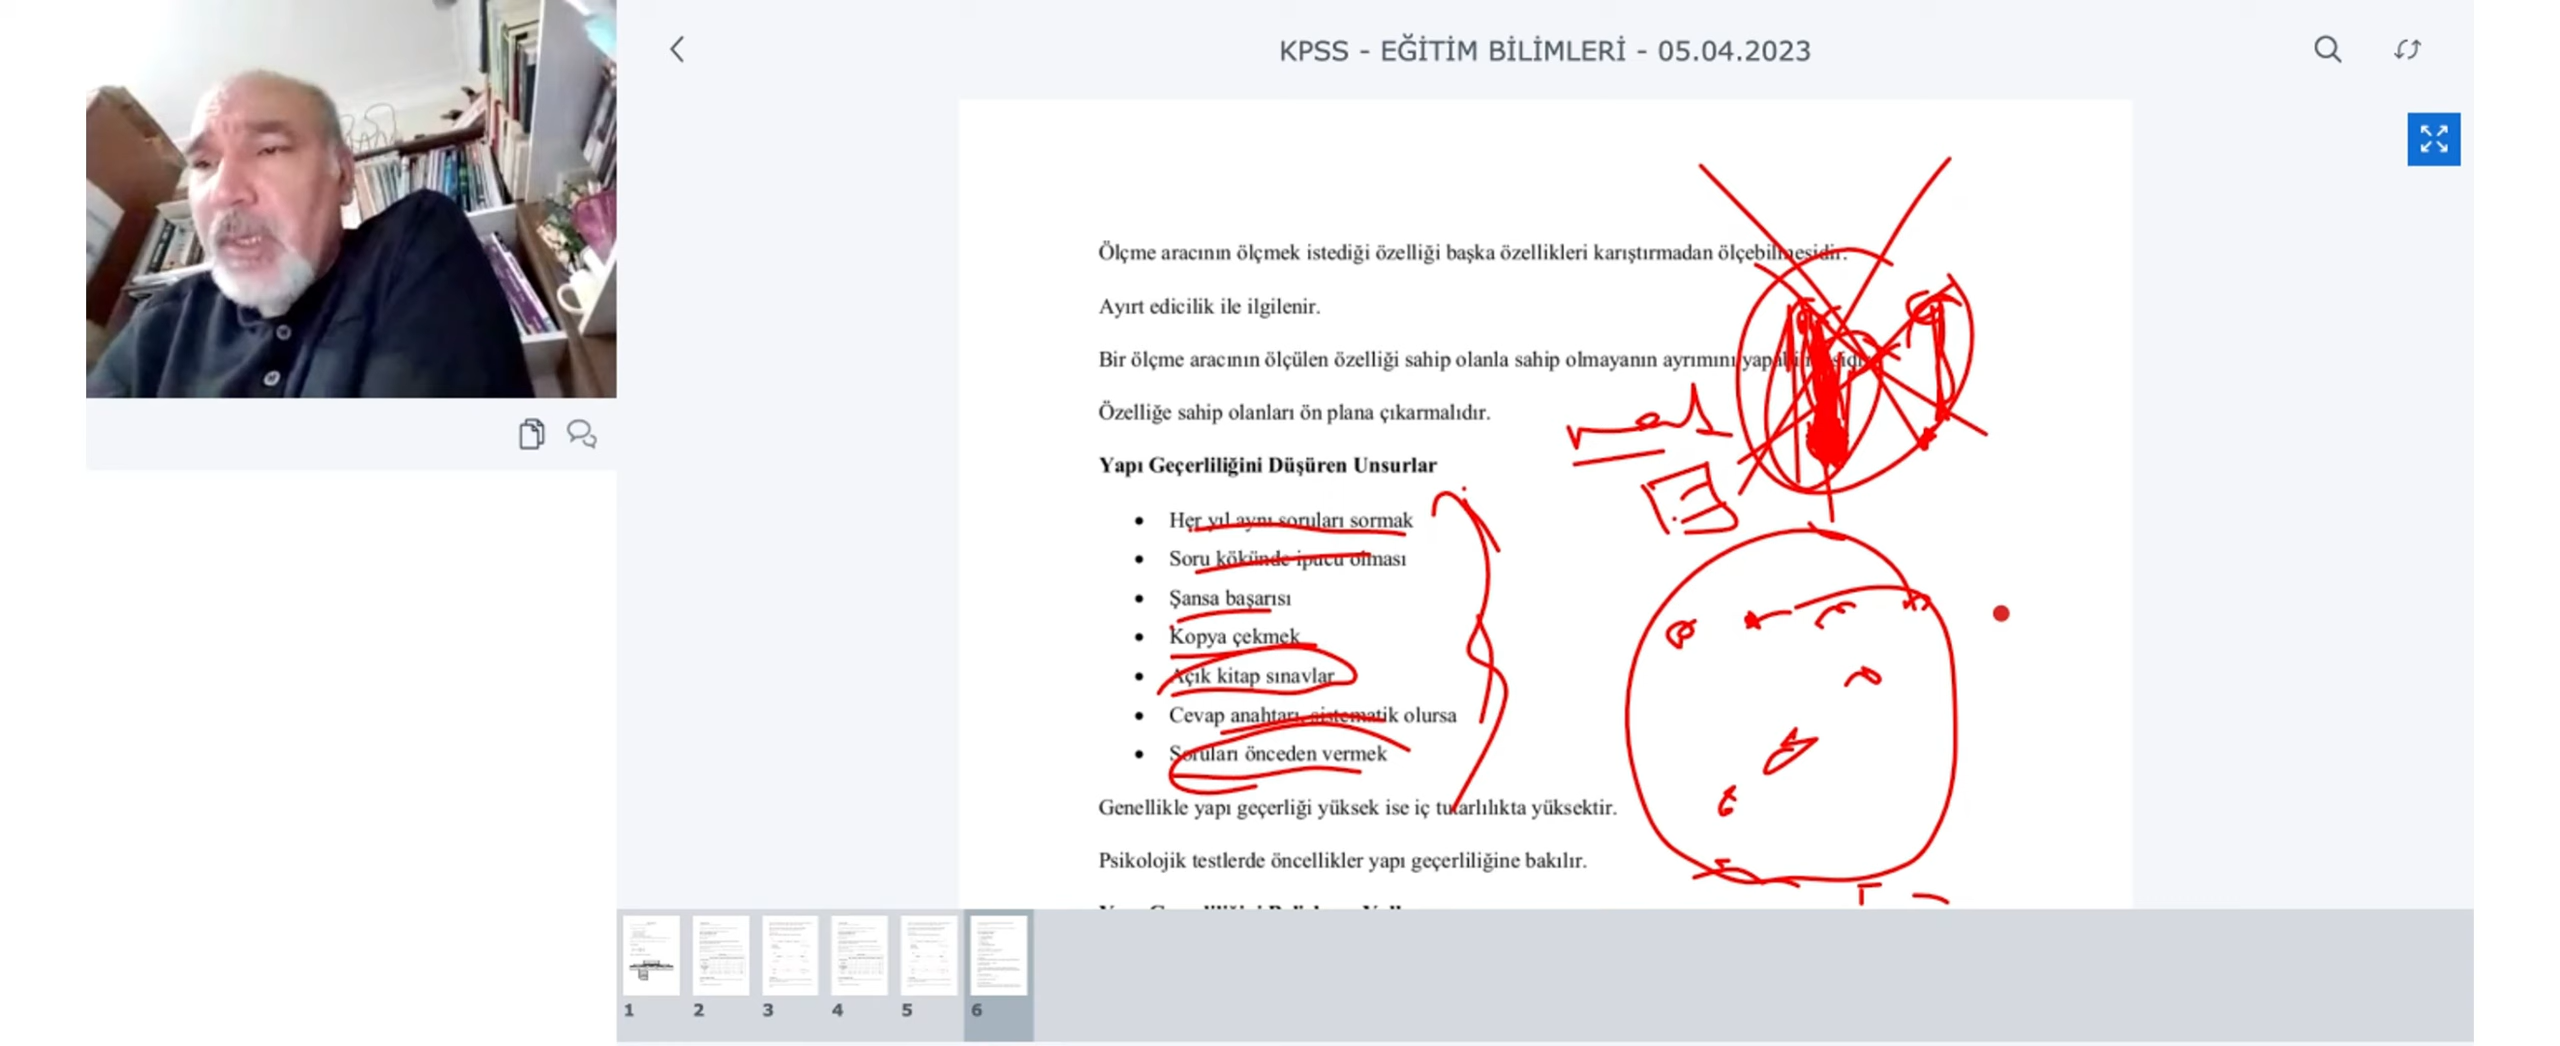 KPSS - EĞİTİM BİLİMLERİ - 05.04.2023
Ölçme aracının ölçmek istediği özelliği başka özellikleri karıştırmadan ölçebilmesidir.
Ayırt edicilik ile ilgilenir.
Bir ölçme aracının ölçülen özelliği sahip olanla sahip olmayanın ayrımını
Özelliğe sahip olanları ön plana çıkarmalıdır.
Yapı Geçerliliğini Düşüren Unsurlar
• Her yıl aynı soruları sormak
• Soru kökünde ipucu olması
• Şansa başarısı
• Kopya çekmek
• Açık kitap sınavlar
• Cevap anahtarı sistematik olursa
• Soruları önceden vermek
Genellikle yapı geçerliği yüksek ise iç tutarlılıkta yüksektir.
Psikolojik testlerde öncellikler yapı geçerliliğine bakılır.
1 2 3 4 5 6